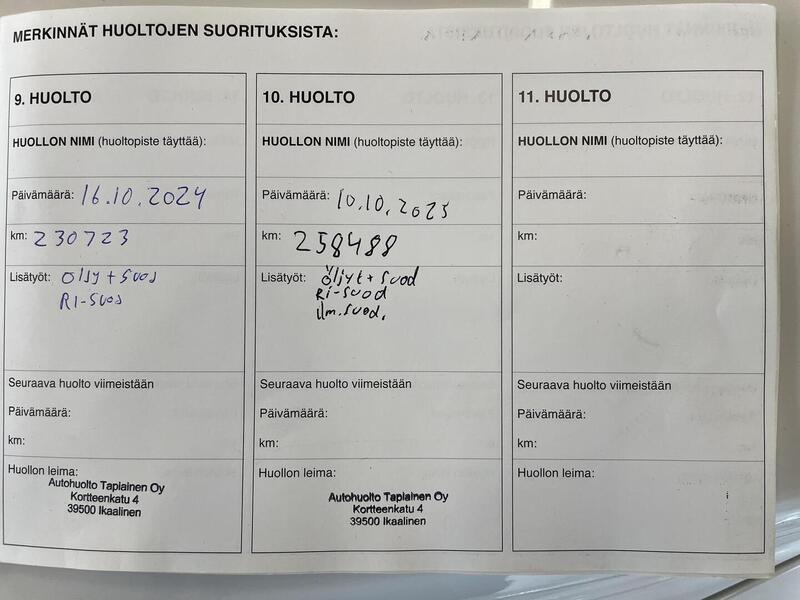 MERKINNÄT HUOLTOJEN SUORITUKSISTA:
9. HUOLTO
HUOLLON NIMI (huoltopiste täyttää):
Päivämäärä: 16.10.2024
km: 230723
Lisätyöt: Öljy + suod
Ri-suod
Seuraava huolto viimeistään
Päivämäärä:
km:
Huollon leima:
Autohuolto Tapiainen Oy
Kortteenkatu 4
39500 Ikaalinen
10. HUOLTO
HUOLLON NIMI (huoltopiste täyttää):
Päivämäärä: 10.10.2025
km: 258488
Lisätyöt: Öljyt + suod
Ri-suod
ilm.suod.
Seuraava huolto viimeistään
Päivämäärä:
km:
Huollon leima:
Autohuolto Tapiainen Oy
Kortteenkatu 4
39500 Ikaalinen
11. HUOLTO
HUOLLON NIMI (huoltopiste täyttää):
Päivämäärä:
km:
Lisätyöt:
Seuraava huolto viimeistään
Päivämäärä:
km:
Huollon leima: